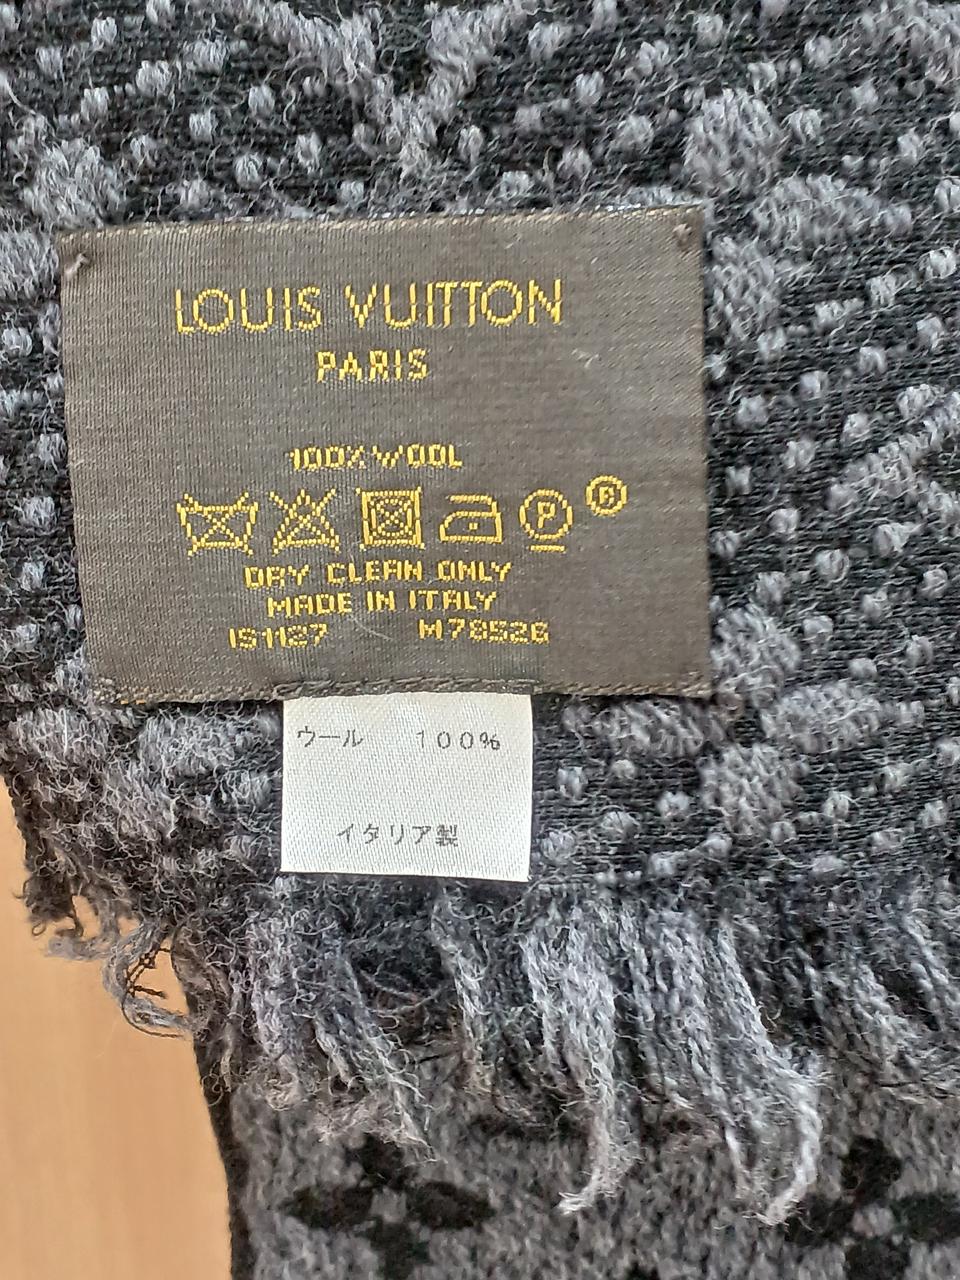 LOUIS VUITTON
PARIS
100% WOOL
P ®
DRY CLEAN ONLY
MADE IN ITALY
IS1127 M78526
ウール 100%
イタリア製